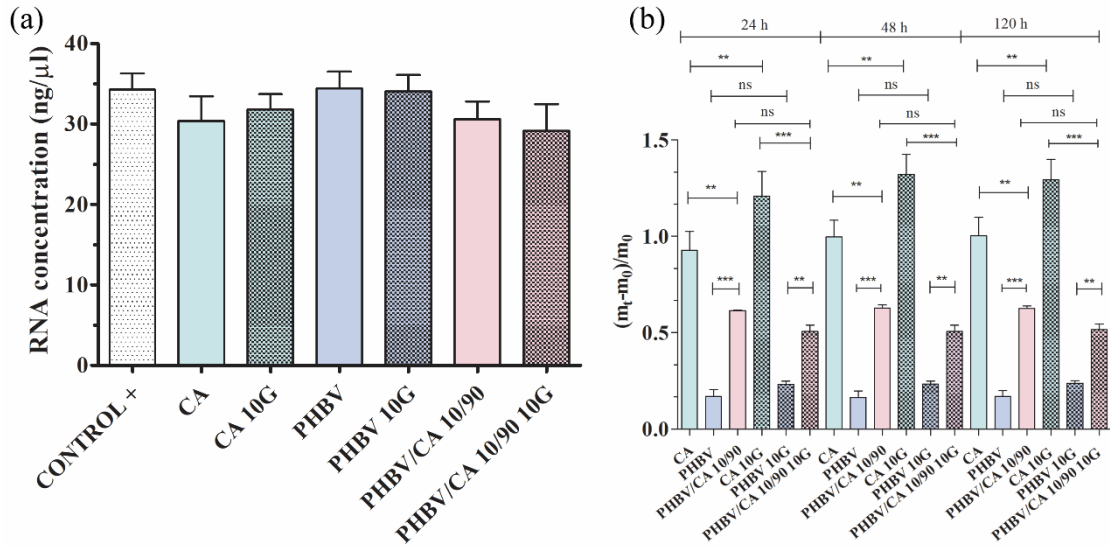 (a)
RNA concentration (ng/µl)
40
30
20
10
0
CONTROL +
CA
CA 10G
PHBV
PHBV 10G
PHBV/CA 10/90
PHBV/CA 10/90 10G
(b)
24 h 48 h 120 h
** ** **
ns ns ns
ns ns ns
*** *** ***
** ** **
*** ** *** ** *** **
(mt-m0)/m0
1.5
1.0
0.5
0.0
CA
PHBV
PHBV/CA 10/90
CA 10G
PHBV 10G
PHBV/CA 10/90 10G
CA
PHBV
PHBV/CA 10/90
CA 10G
PHBV 10G
PHBV/CA 10/90 10G
CA
PHBV
PHBV/CA 10/90
CA 10G
PHBV 10G
PHBV/CA 10/90 10G